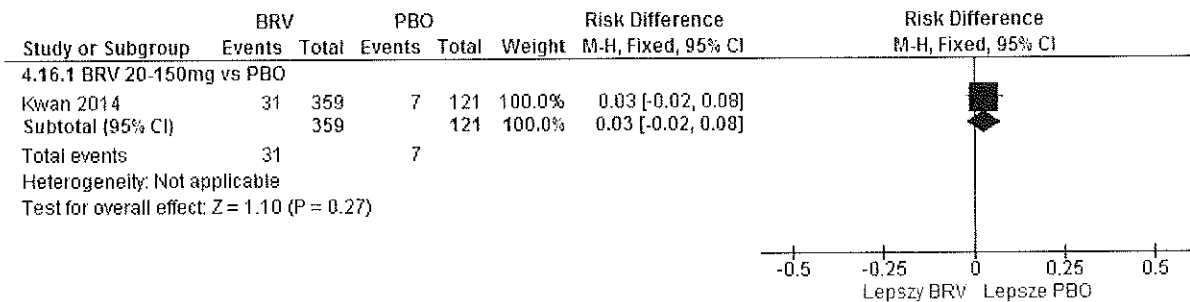 BRV PBO Risk Difference Risk Difference
Study or Subgroup Events Total Events Total Weight M-H, Fixed, 95% CI M-H, Fixed, 95% CI
4.16.1 BRV 20-150mg vs PBO
Kwan 2014 31 359 7 121 100.0% 0.03 [-0.02, 0.08]
Subtotal (95% CI) 359 121 100.0% 0.03 [-0.02, 0.08]
Total events 31 7
Heterogeneity: Not applicable
Test for overall effect: Z = 1.10 (P = 0.27)
-0.5 -0.25 0 0.25 0.5
Lepszy BRV Lepsze PBO